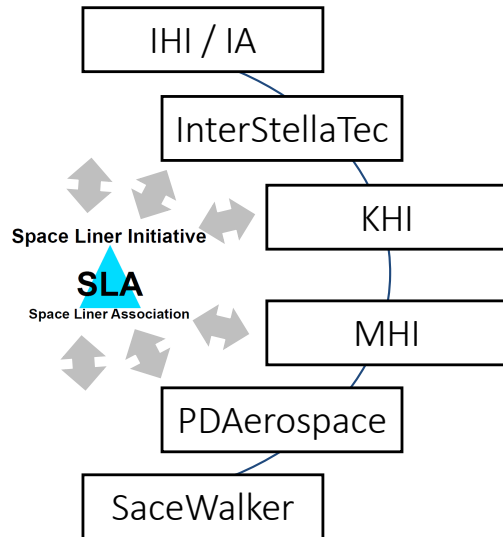 IHI / IA
InterStellaTec
KHI
Space Liner Initiative
SLA
Space Liner Association
MHI
PDAerospace
SaceWalker